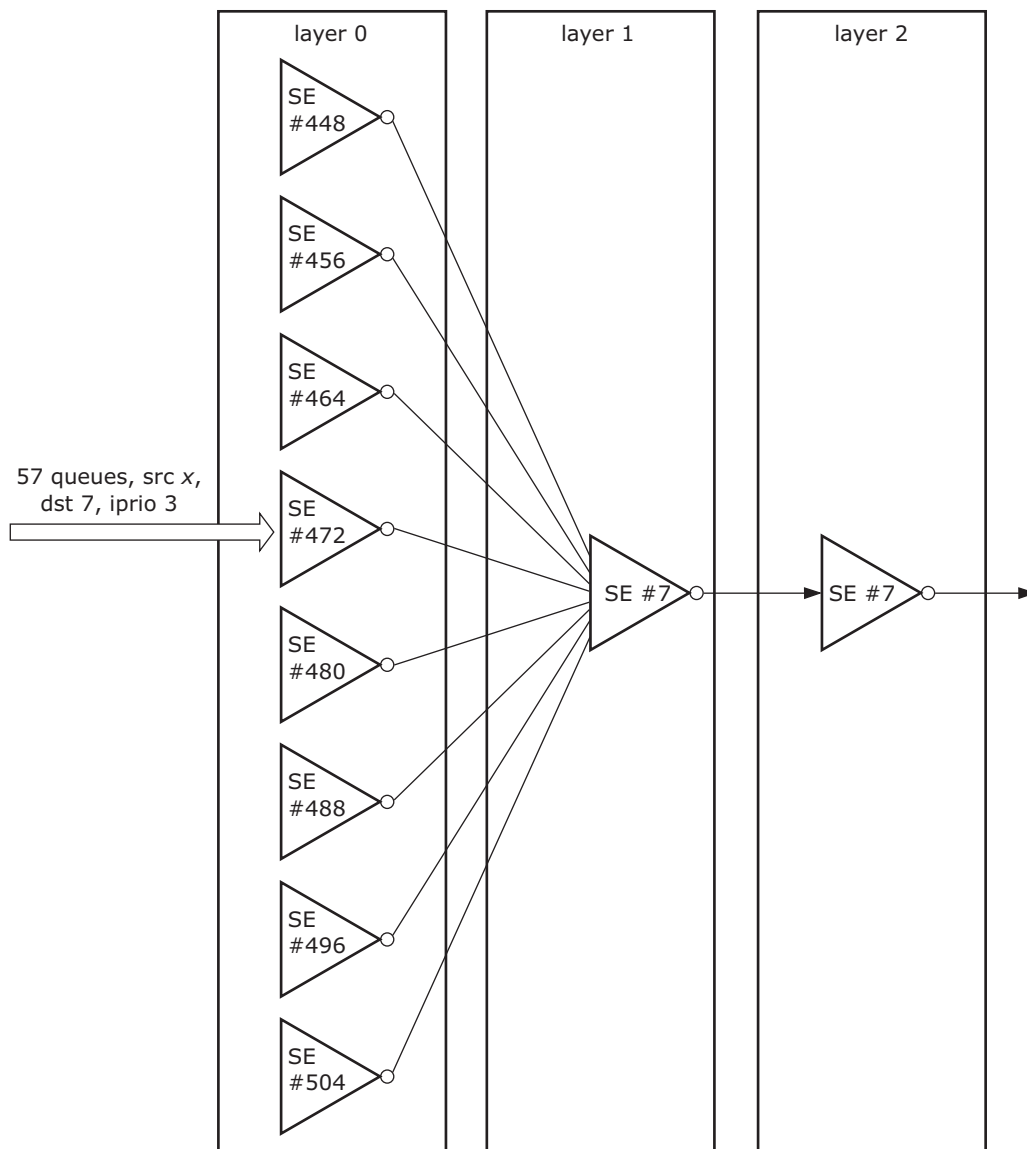 layer 0
layer 1
layer 2
SE
#448
SE
#456
SE
#464
57 queues, src x,
dst 7, iprio 3
SE
#472
SE #7
SE #7
SE
#480
SE
#488
SE
#496
SE
#504